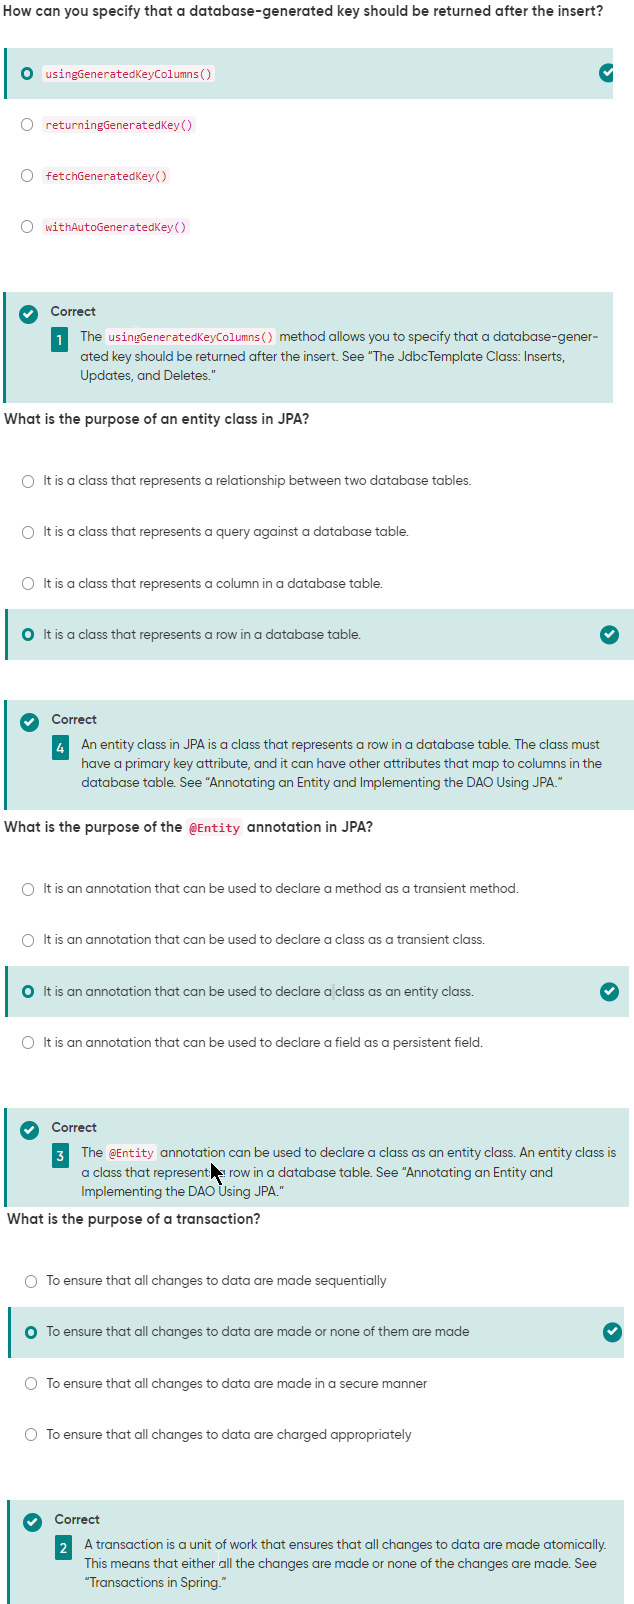 How can you specify that a database-generated key should be returned after the insert?
usingGeneratedKeyColumns()
returningGeneratedKey()
fetchGeneratedKey()
withAutoGeneratedKey()
Correct
1 The usingGeneratedKeyColumns() method allows you to specify that a database-gener-
ated key should be returned after the insert. See “The JdbcTemplate Class: Inserts,
Updates, and Deletes.”
What is the purpose of an entity class in JPA?
It is a class that represents a relationship between two database tables.
It is a class that represents a query against a database table.
It is a class that represents a column in a database table.
It is a class that represents a row in a database table.
Correct
4 An entity class in JPA is a class that represents a row in a database table. The class must
have a primary key attribute, and it can have other attributes that map to columns in the
database table. See “Annotating an Entity and Implementing the DAO Using JPA.”
What is the purpose of the @Entity annotation in JPA?
It is an annotation that can be used to declare a method as a transient method.
It is an annotation that can be used to declare a class as a transient class.
It is an annotation that can be used to declare a class as an entity class.
It is an annotation that can be used to declare a field as a persistent field.
Correct
3 The @Entity annotation can be used to declare a class as an entity class. An entity class is
a class that represents a row in a database table. See “Annotating an Entity and
Implementing the DAO Using JPA.”
What is the purpose of a transaction?
To ensure that all changes to data are made sequentially
To ensure that all changes to data are made or none of them are made
To ensure that all changes to data are made in a secure manner
To ensure that all changes to data are charged appropriately
Correct
2 A transaction is a unit of work that ensures that all changes to data are made atomically.
This means that either all the changes are made or none of the changes are made. See
“Transactions in Spring.”